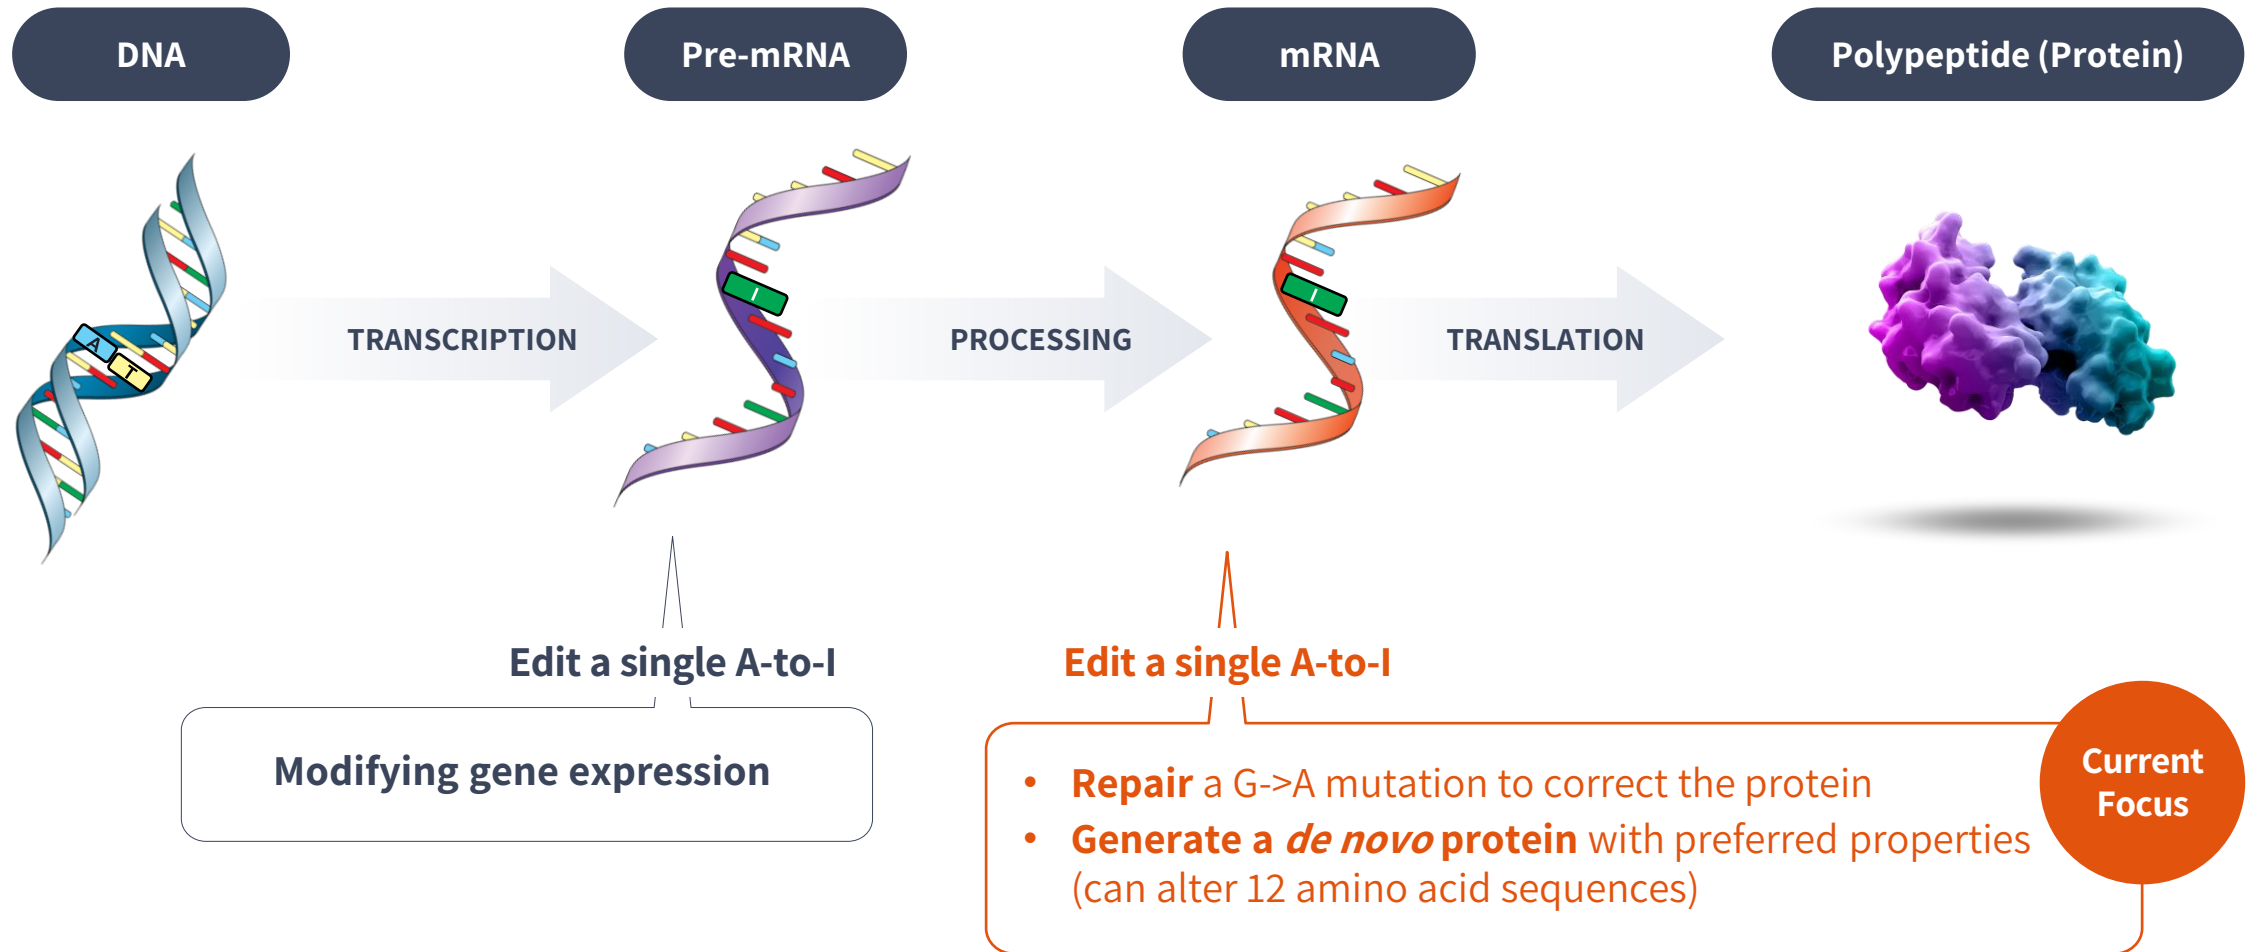 DNA
Pre-mRNA
mRNA
Polypeptide (Protein)
A
T
I
I
TRANSCRIPTION
PROCESSING
TRANSLATION
Edit a single A-to-I
Modifying gene expression
Edit a single A-to-I
• Repair a G->A mutation to correct the protein
• Generate a de novo protein with preferred properties
(can alter 12 amino acid sequences)
Current
Focus